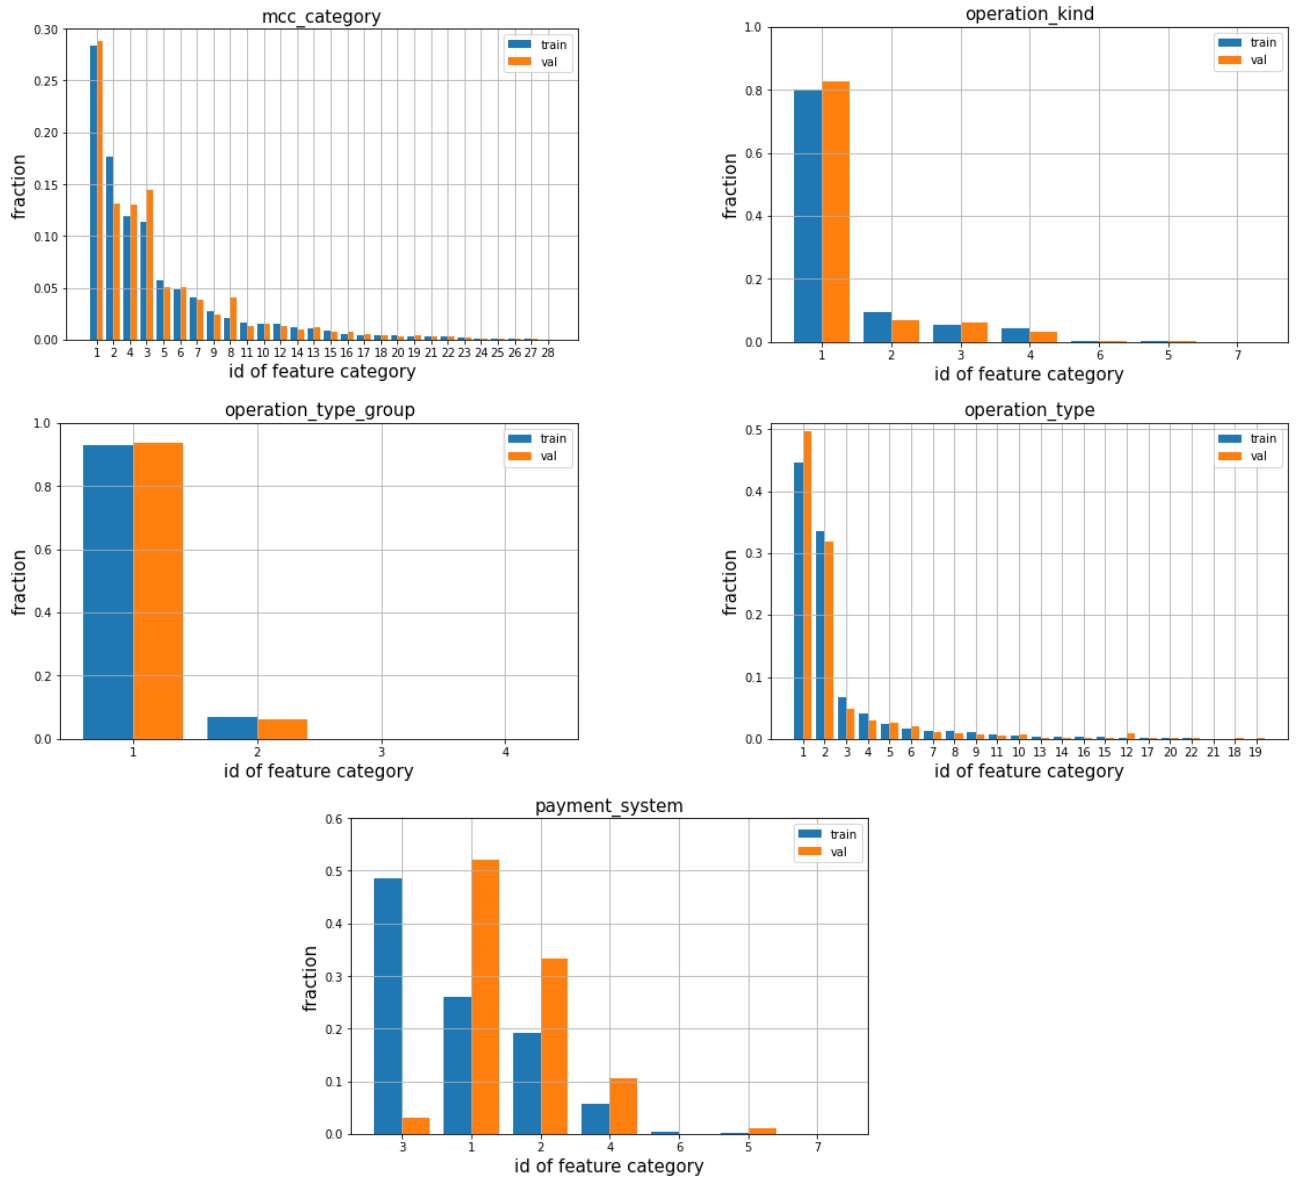 mcc_category
0.30
0.25
0.20
0.15
0.10
0.05
0.00
fraction
train
val
1 2 4 3 5 6 7 9 8 11 10 12 14 13 15 16 17 18 20 19 21 22 23 24 25 26 27 28
id of feature category
operation_kind
1.0
0.8
0.6
0.4
0.2
0.0
fraction
train
val
1 2 3 4 6 5 7
id of feature category
operation_type_group
1.0
0.8
0.6
0.4
0.2
0.0
fraction
train
val
1 2 3 4
id of feature category
operation_type
0.5
0.4
0.3
0.2
0.1
0.0
fraction
train
val
1 2 3 4 5 6 7 8 9 11 10 13 14 16 15 12 17 20 22 21 18 19
id of feature category
payment_system
0.6
0.5
0.4
0.3
0.2
0.1
0.0
fraction
train
val
3 1 2 4 6 5 7
id of feature category